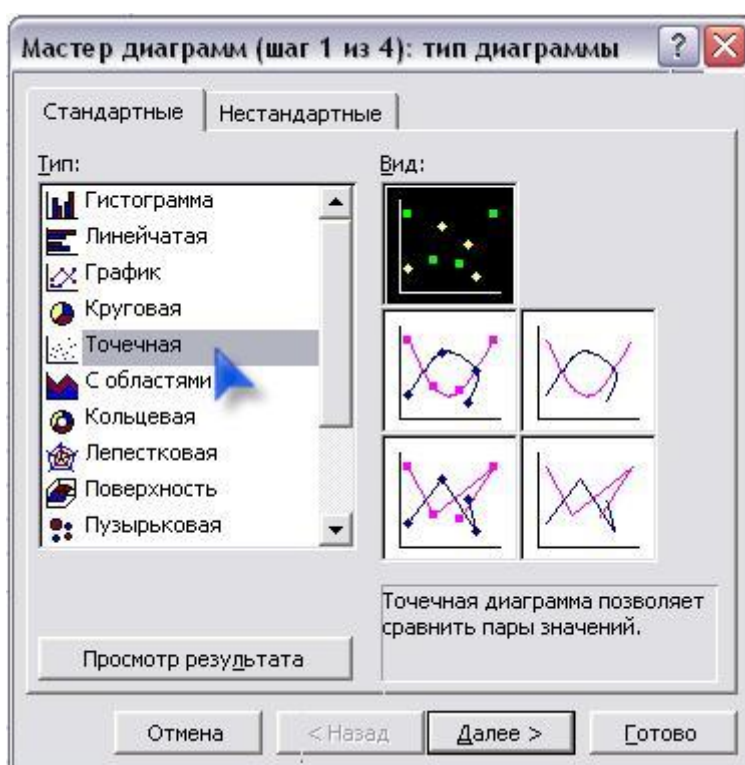 Мастер диаграмм (шаг 1 из 4): тип диаграммы
Стандартные
Нестандартные
Тип:
Гистограмма
Линейчатая
График
Круговая
Точечная
С областями
Кольцевая
Лепестковая
Поверхность
Пузырьковая
Вид:
Точечная диаграмма позволяет
сравнить пары значений.
Просмотр результата
Отмена
< Назад
Далее >
Готово